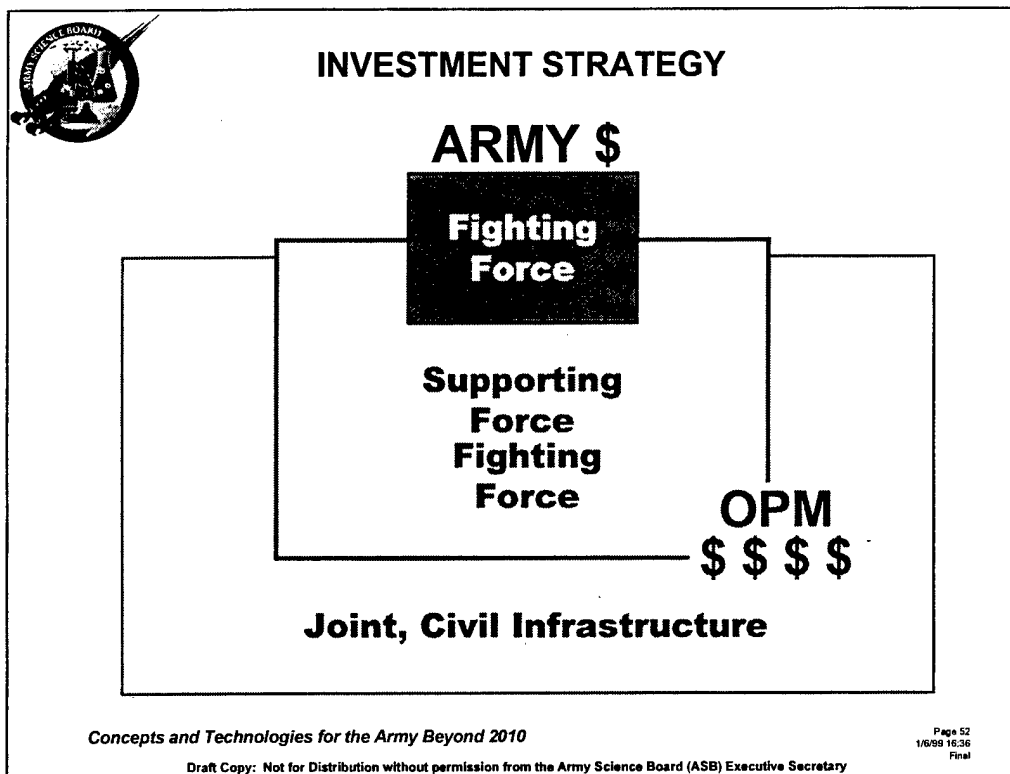 ARMY SCIENCE BOARD
INVESTMENT STRATEGY
ARMY $
Fighting
Force
Supporting
Force
Fighting
Force
OPM
$ $ $ $
Joint, Civil Infrastructure
Concepts and Technologies for the Army Beyond 2010
Page 52
1/6/99 16:36
Final
Draft Copy: Not for Distribution without permission from the Army Science Board (ASB) Executive Secretary